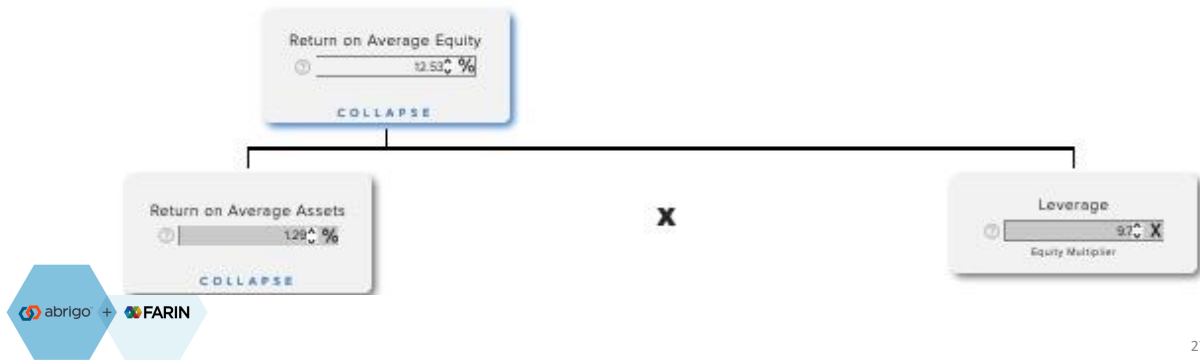 Return on Average Equity
12.53 %
COLLAPSE
Return on Average Assets
1.29 %
COLLAPSE
X
Leverage
9.7 X
Equity Multiplier
abrigo + FARIN
2